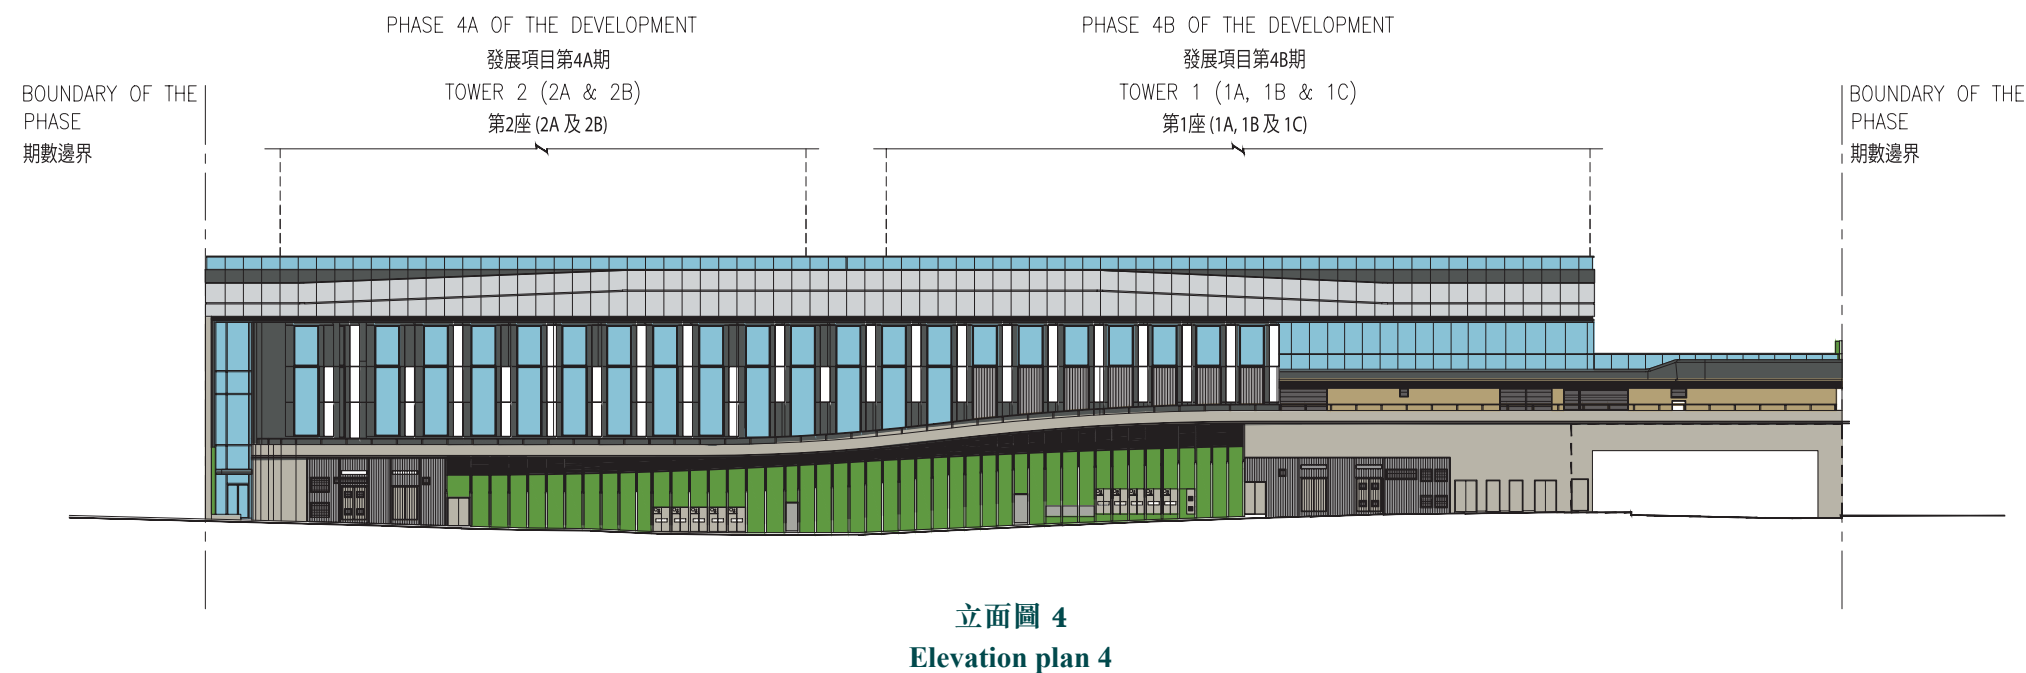 PHASE 4A OF THE DEVELOPMENT
發展項目第4A期
TOWER 2 (2A & 2B)
第2座 (2A 及 2B)
PHASE 4B OF THE DEVELOPMENT
發展項目第4B期
TOWER 1 (1A, 1B & 1C)
第1座 (1A, 1B 及 1C)
BOUNDARY OF THE
PHASE
期數邊界
BOUNDARY OF THE
PHASE
期數邊界
立面圖 4
Elevation plan 4